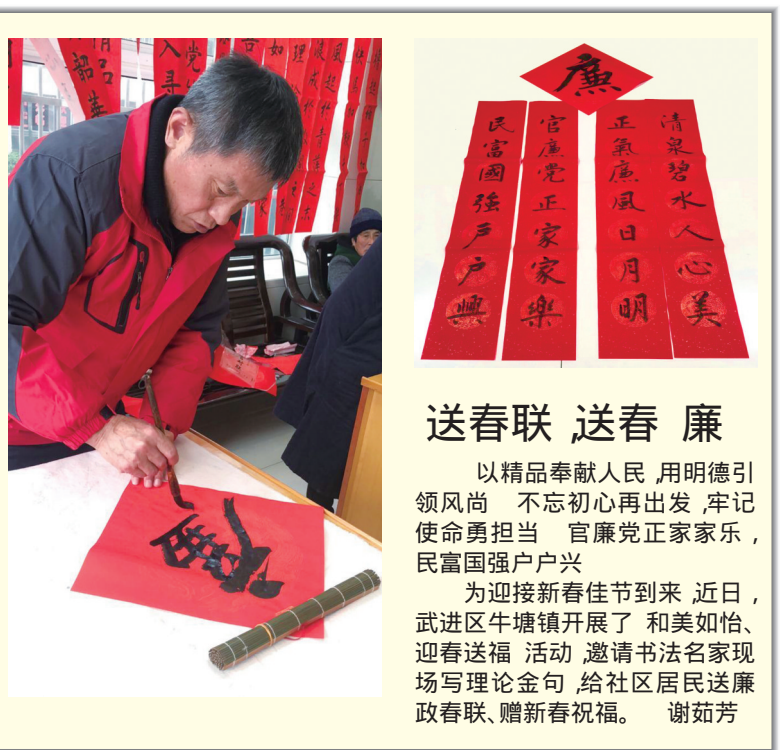 廉
清泉碧水人心美
正氣廉風日月明
官廉党正家家樂
民富國强户户興
送春联,送春 廉
以精品奉献人民,用明德引
领风尚 不忘初心再出发,牢记
使命勇担当 官廉党正家家乐,
民富国强户户兴
为迎接新春佳节到来,近日,
武进区牛塘镇开展了 和美如怡、
迎春送福 活动,邀请书法名家现
场写理论金句,给社区居民送廉
政春联、赠新春祝福。 谢茹芳